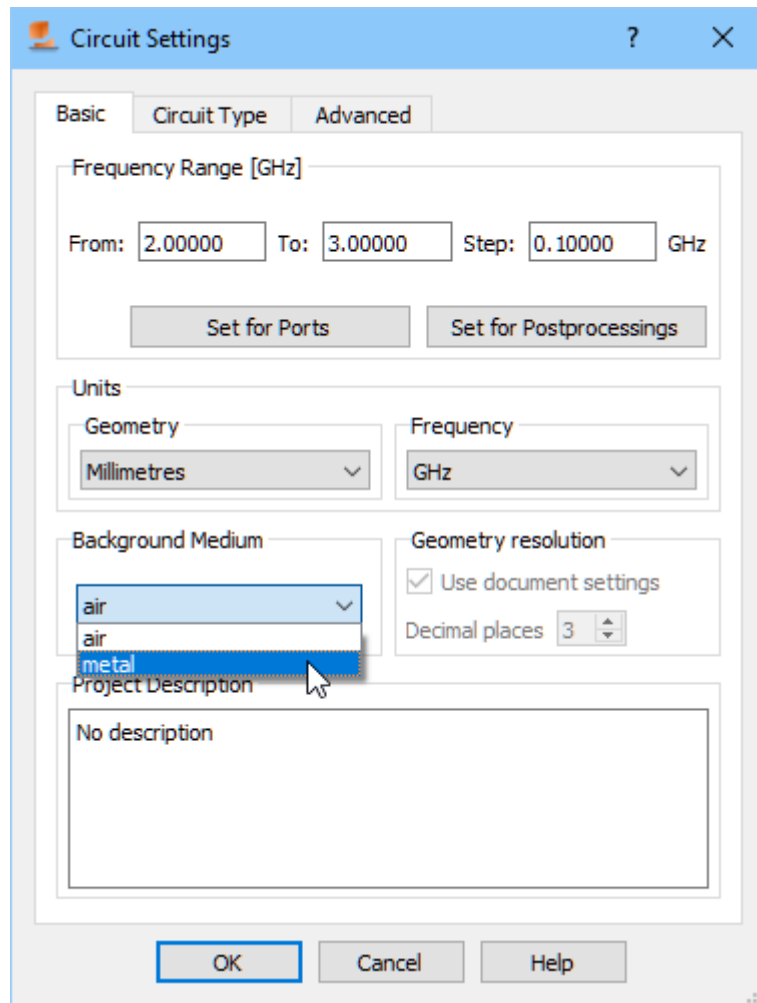 Circuit Settings ?
Basic Circuit Type Advanced
Frequency Range [GHz]
From: 2.00000 To: 3.00000 Step: 0.10000 GHz
Set for Ports Set for Postprocessings
Units
Geometry Frequency
Millimetres GHz
Background Medium Geometry resolution
Use document settings
air
air Decimal places 3
metal
Project Description
No description
OK Cancel Help